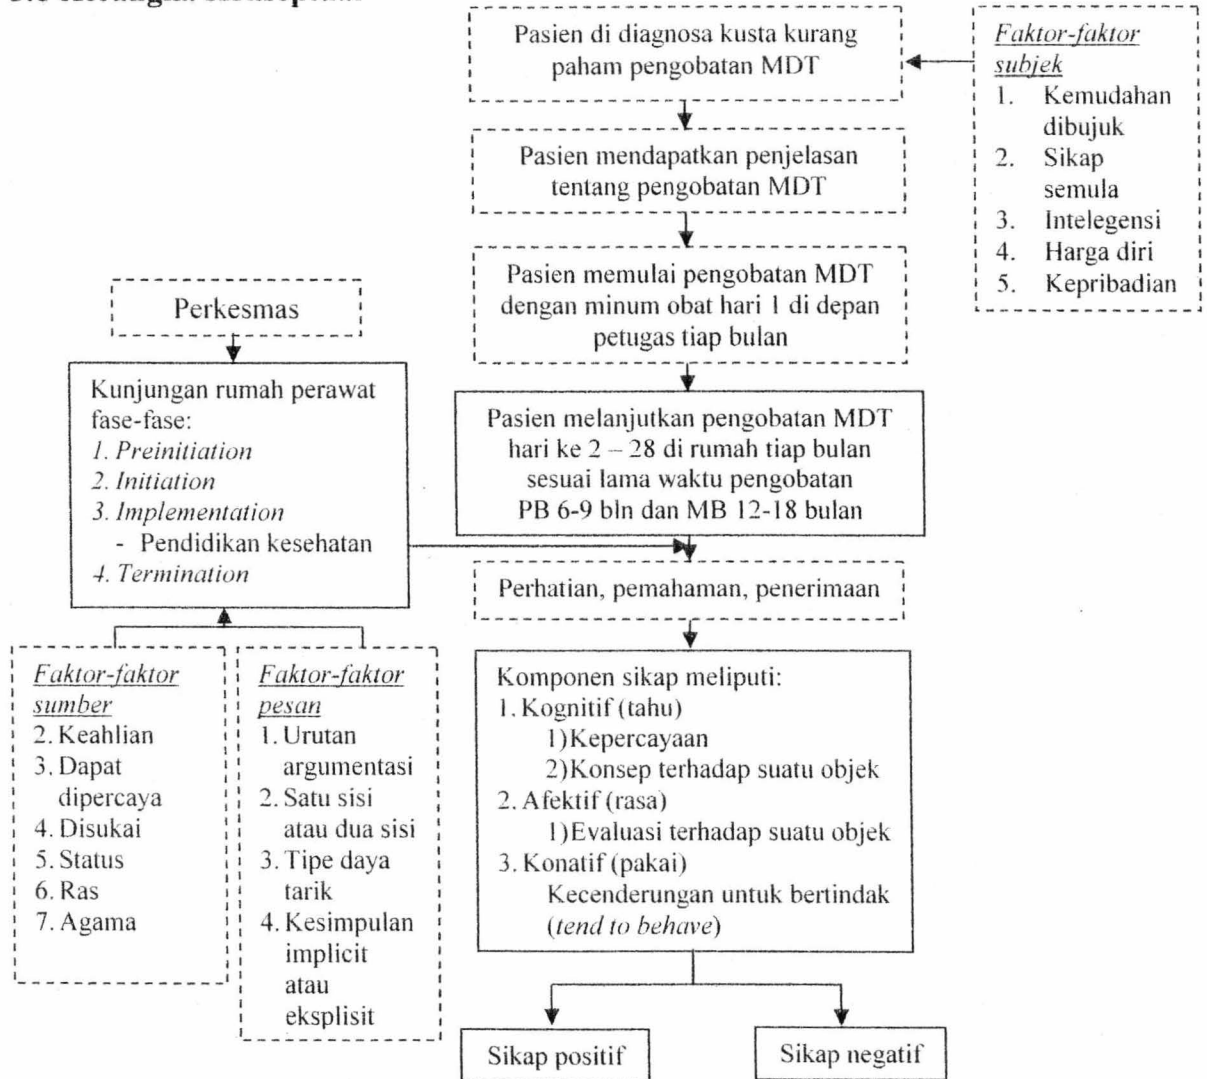 Pasien di diagnosa kusta kurang
paham pengobatan MDT
Faktor-faktor
subjek
1. Kemudahan
dibujuk
2. Sikap
semula
3. Intelegensi
4. Harga diri
5. Kepribadian
Pasien mendapatkan penjelasan
tentang pengobatan MDT
Pasien memulai pengobatan MDT
dengan minum obat hari 1 di depan
petugas tiap bulan
Perkesmas
Kunjungan rumah perawat
fase-fase:
1. Preinitiation
2. Initiation
3. Implementation
- Pendidikan kesehatan
4. Termination
Pasien melanjutkan pengobatan MDT
hari ke 2 – 28 di rumah tiap bulan
sesuai lama waktu pengobatan
PB 6-9 bln dan MB 12-18 bulan
Perhatian, pemahaman, penerimaan
Faktor-faktor
sumber
2. Keahlian
3. Dapat
dipercaya
4. Disukai
5. Status
6. Ras
7. Agama
Faktor-faktor
pesan
1. Urutan
argumentasi
2. Satu sisi
atau dua sisi
3. Tipe daya
tarik
4. Kesimpulan
implicit
atau
eksplisit
Komponen sikap meliputi:
1. Kognitif (tahu)
1)Kepercayaan
2)Konsep terhadap suatu objek
2. Afektif (rasa)
1)Evaluasi terhadap suatu objek
3. Konatif (pakai)
Kecenderungan untuk bertindak
(tend to behave)
Sikap positif
Sikap negatif